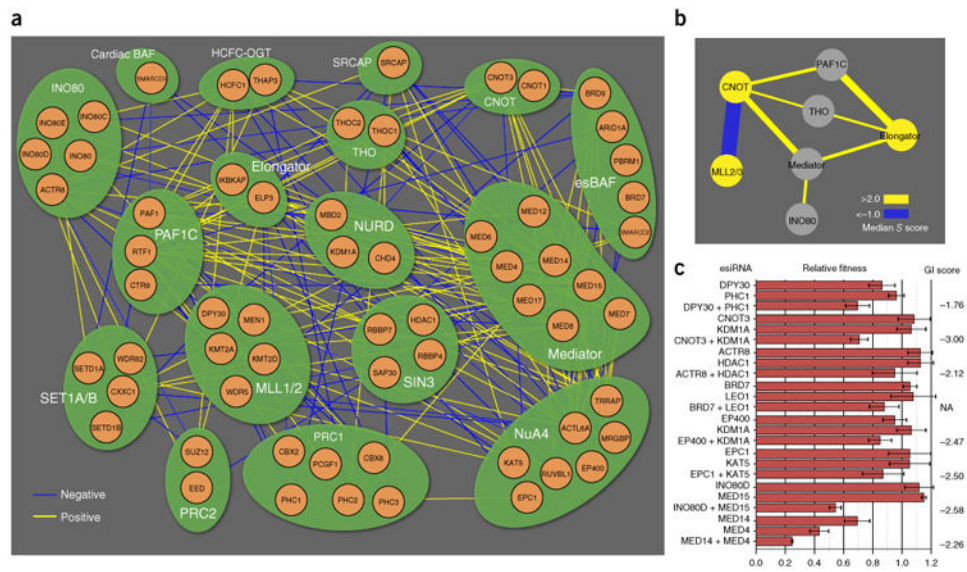 a
Cardiac BAF
HCFC-OGT
SRCAP
INO80
SMARCD3
HCFC1
THAP3
SRCAP
CNOT3
CNOT1
CNOT
BRD9
INO80E
INO80C
THOC2
THOC1
THO
ARID1A
INO80D
INO80
PBRM1
ACTR8
IKBKAP
Elongator
ELP3
esBAF
BRD7
PAF1
PAF1C
MBD2
NURD
MED12
MED6
MED14
RTF1
KDM1A
CHD4
MED4
MED15
CTR9
MED17
MED7
DPY30
MEN1
RBBP7
HDAC1
MED8
Mediator
SETD1A
WDR82
KMT2A
KMT2D
RBBP4
SAP30
SIN3
SET1A/B
CXXC1
WDR5
MLL1/2
SETD1B
TRRAP
NuA4
ACTL6A
MRGBP
SUZ12
CBX2
PRC1
CBX8
KAT5
RUVBL1
EP400
PCGF1
EED
PHC1
PHC2
PHC3
EPC1
PRC2
Negative
Positive
b
PAF1C
CNOT
THO
Elongator
Mediator
MLL2/3
INO80
>2.0
<-1.0
Median S score
c
esiRNA
Relative fitness
GI score
DPY30
PHC1
DPY30 + PHC1
-1.76
CNOT3
KDM1A
CNOT3 + KDM1A
-3.00
ACTR8
HDAC1
ACTR8 + HDAC1
-2.12
BRD7
LEO1
BRD7 + LEO1
NA
EP400
KDM1A
EP400 + KDM1A
-2.47
EPC1
KAT5
EPC1 + KAT5
-2.50
INO80D
MED15
INO80D + MED15
-2.58
MED14
MED4
MED14 + MED4
-2.26
0.0 0.2 0.4 0.6 0.8 1.0 1.2